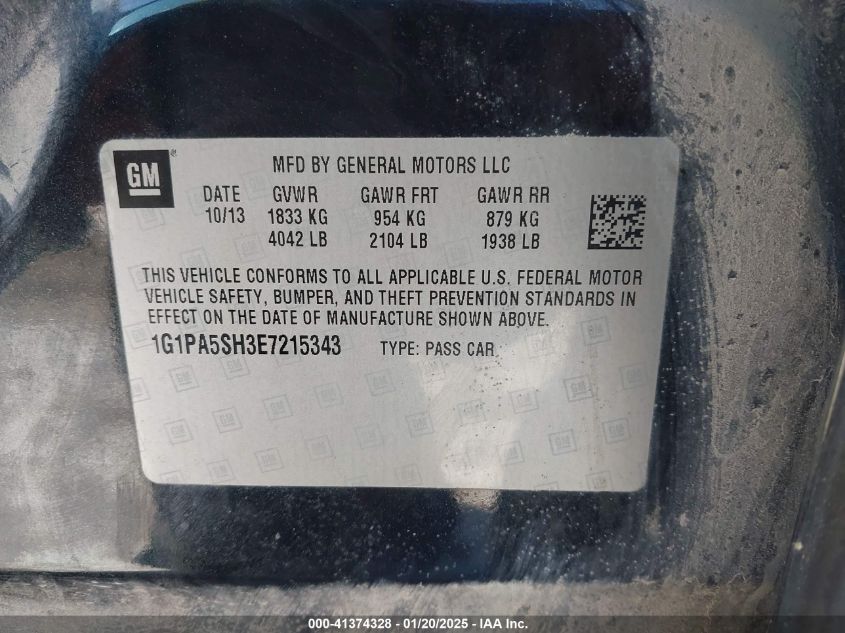 GM ®
MFD BY GENERAL MOTORS LLC
DATE GVWR GAWR FRT GAWR RR
10/13 1833 KG 954 KG 879 KG
4042 LB 2104 LB 1938 LB
THIS VEHICLE CONFORMS TO ALL APPLICABLE U.S. FEDERAL MOTOR
VEHICLE SAFETY, BUMPER, AND THEFT PREVENTION STANDARDS IN
EFFECT ON THE DATE OF MANUFACTURE SHOWN ABOVE.
1G1PA5SH3E7215343 TYPE: PASS CAR
000-41374328 - 01/20/2025 - IAA Inc.